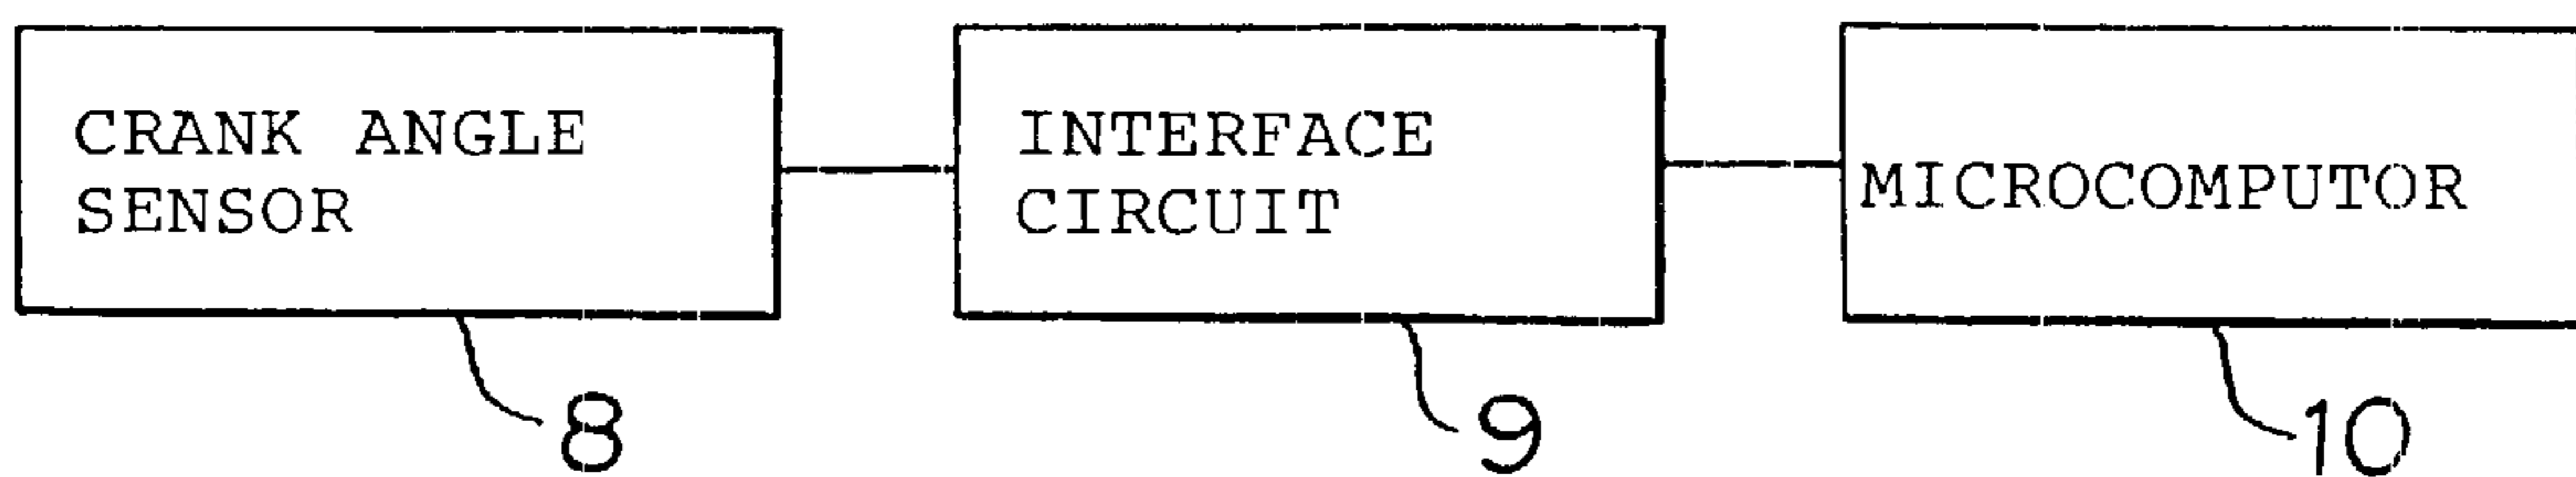 CRANK ANGLE
SENSOR
INTERFACE
CIRCUIT
MICROCOMPUTOR
8
9
10